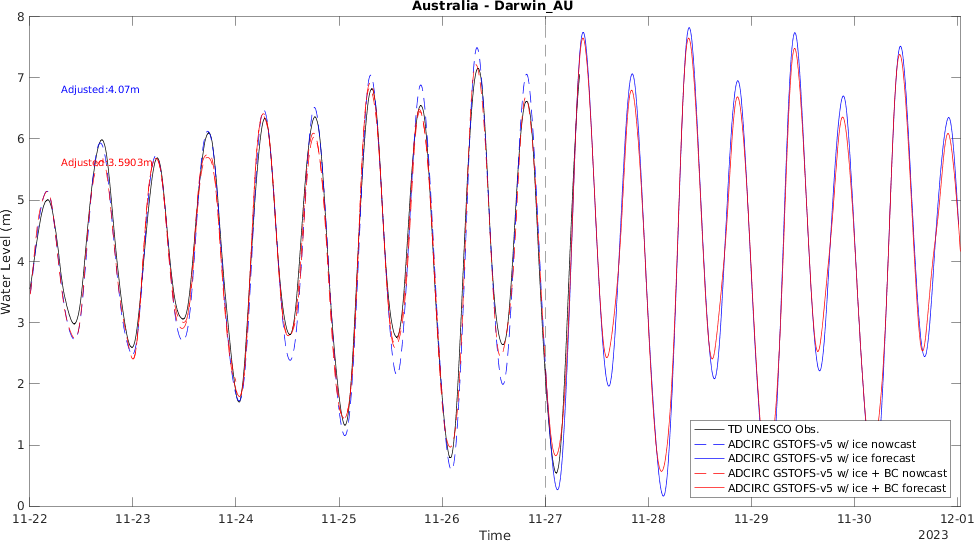 Australia - Darwin_AU
8
7
6
5
4
3
2
1
0
Water Level (m)
Adjusted:4.07m
Adjusted:3.5903m
TD UNESCO Obs.
ADCIRC GSTOFS-v5 w/ ice nowcast
ADCIRC GSTOFS-v5 w/ ice forecast
ADCIRC GSTOFS-v5 w/ ice + BC nowcast
ADCIRC GSTOFS-v5 w/ ice + BC forecast
11-22 11-23 11-24 11-25 11-26 11-27 11-28 11-29 11-30 12-01
Time
2023